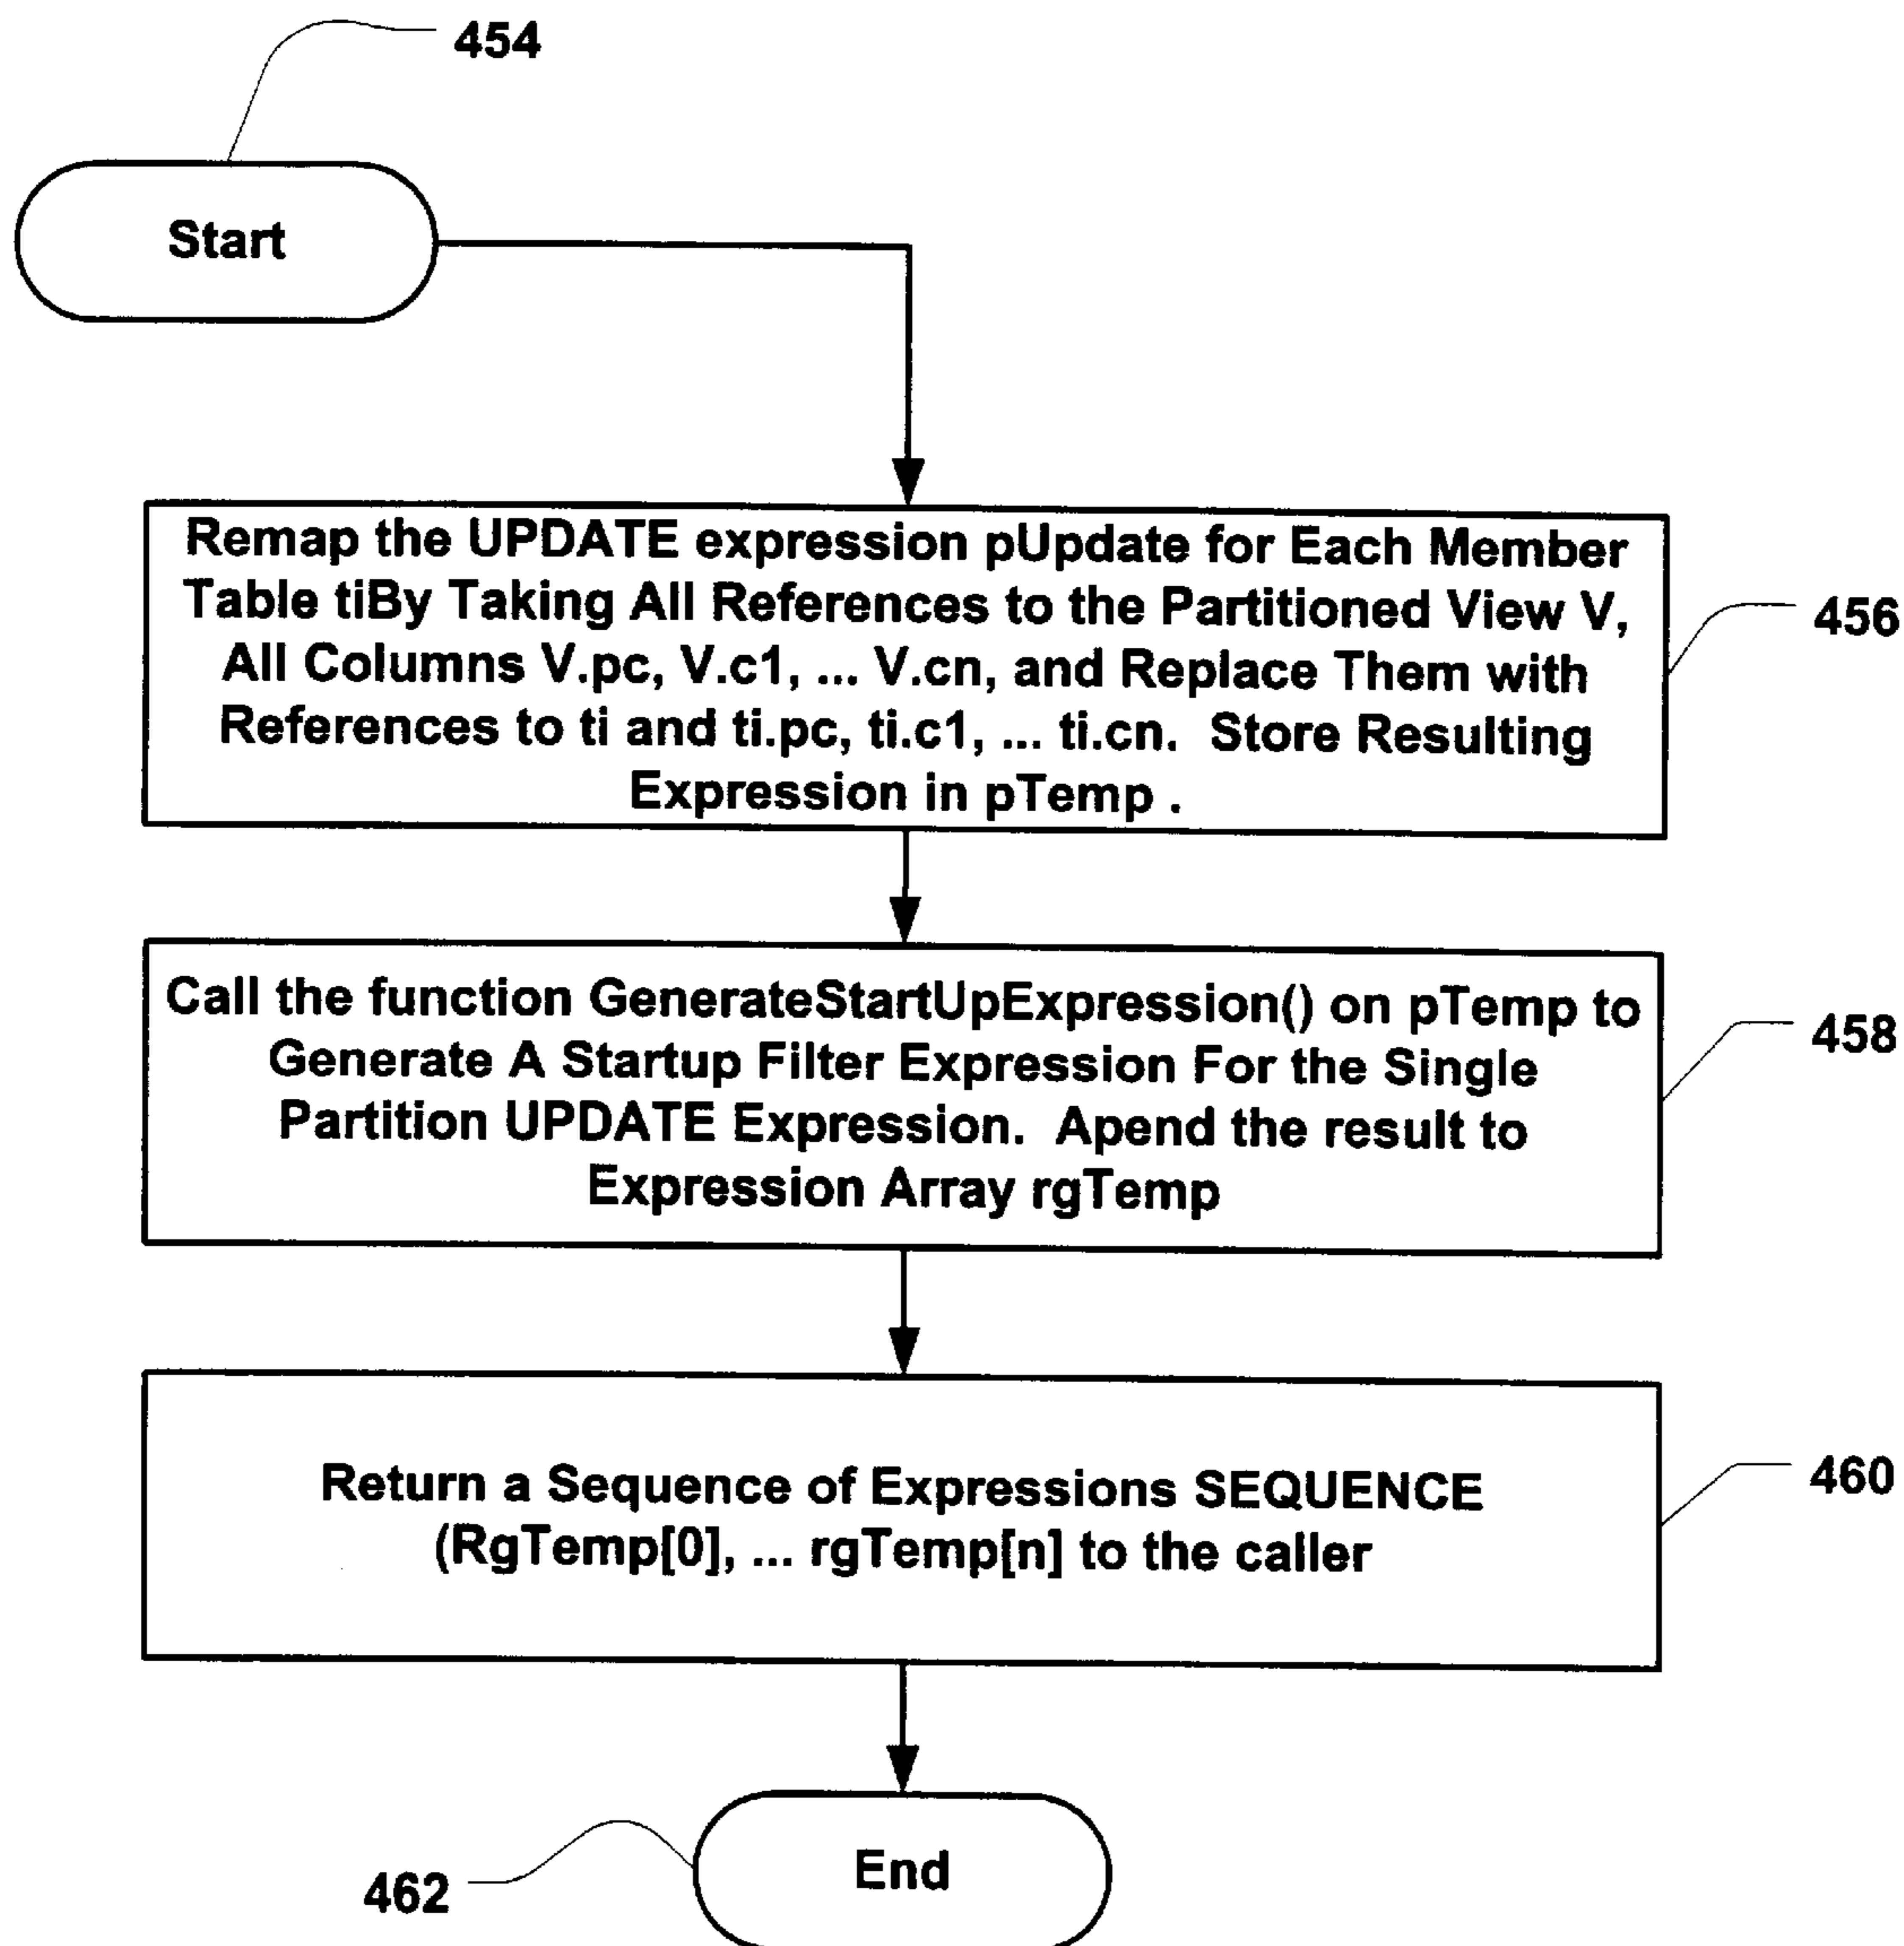 454
Start
Remap the UPDATE expression pUpdate for Each Member
Table tiBy Taking All References to the Partitioned View V,
All Columns V.pc, V.c1, ... V.cn, and Replace Them with
References to ti and ti.pc, ti.c1, ... ti.cn. Store Resulting
Expression in pTemp .
456
Call the function GenerateStartUpExpression() on pTemp to
Generate A Startup Filter Expression For the Single
Partition UPDATE Expression. Apend the result to
Expression Array rgTemp
458
Return a Sequence of Expressions SEQUENCE
(RgTemp[0], ... rgTemp[n] to the caller
460
End
462